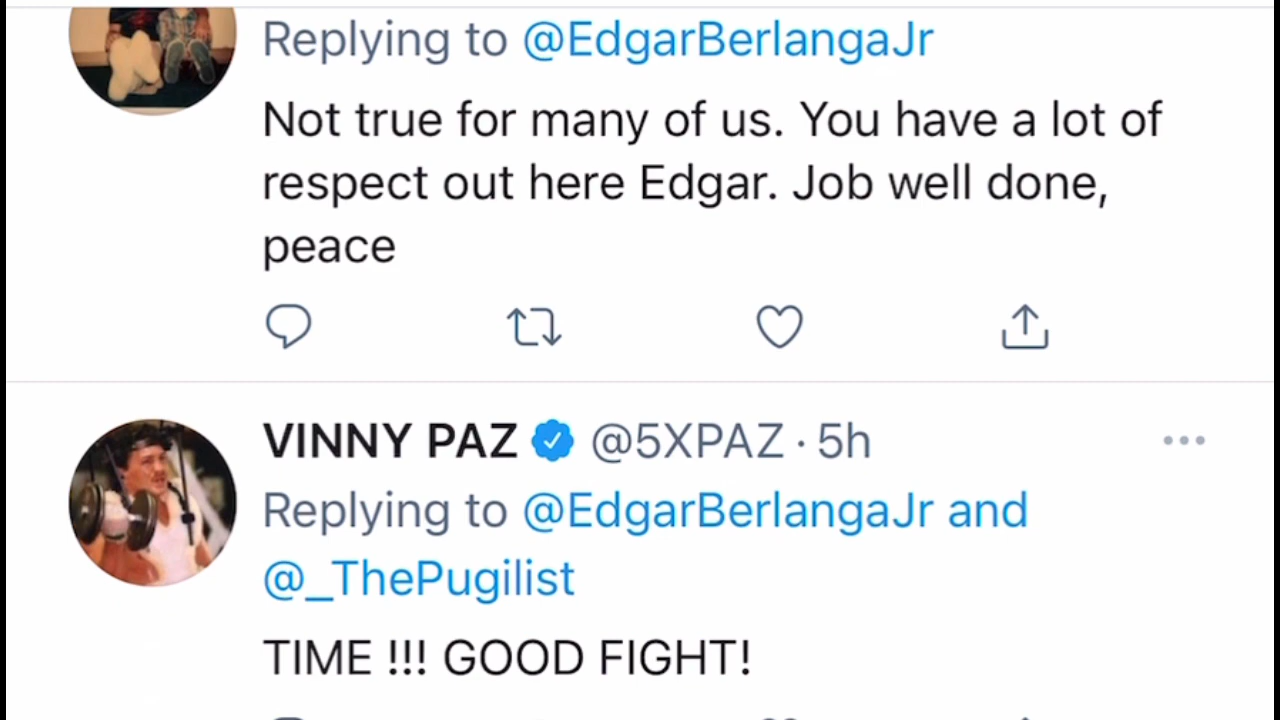 Replying to @EdgarBerlangaJr
Not true for many of us. You have a lot of
respect out here Edgar. Job well done,
peace
VINNY PAZ @5XPAZ · 5h
Replying to @EdgarBerlangaJr and
@_ThePugilist
TIME !!! GOOD FIGHT!